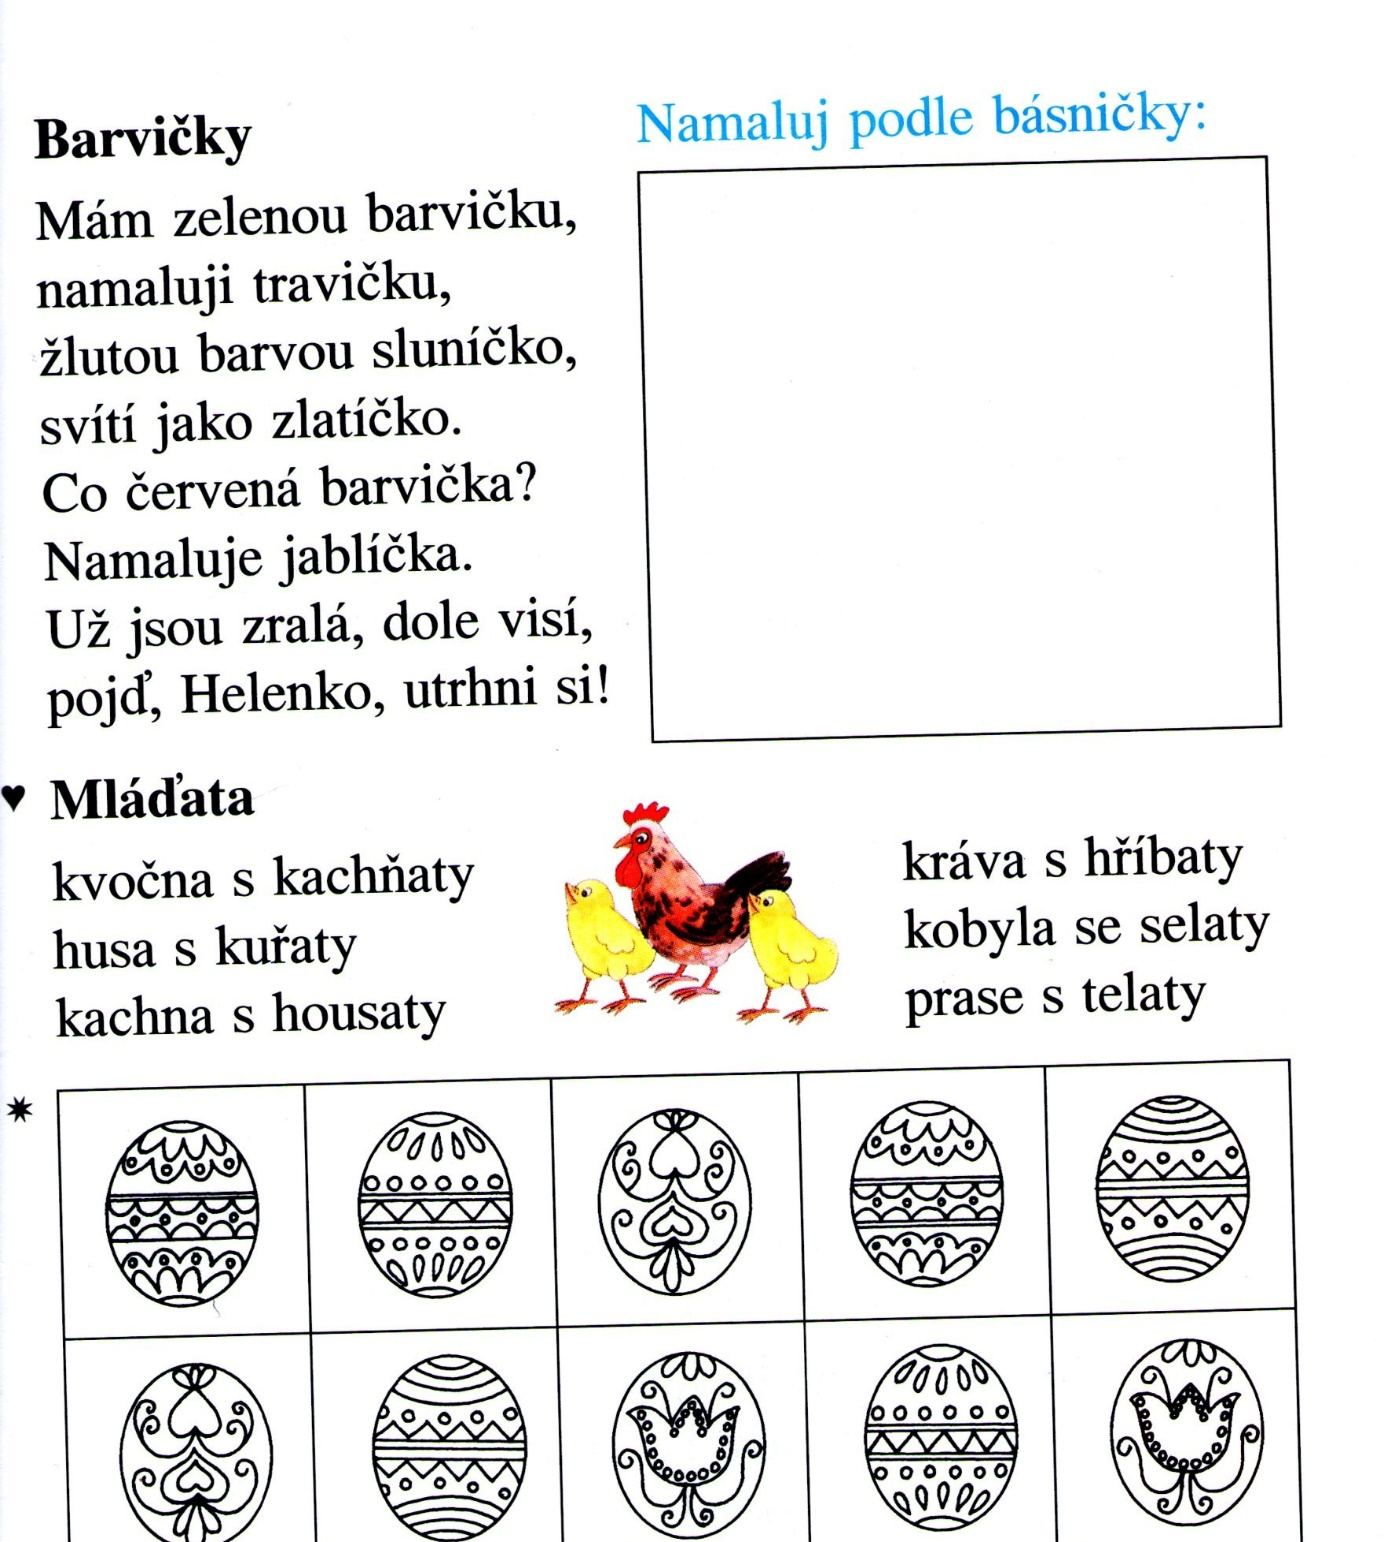 Barvičky
Mám zelenou barvičku,
namaluji travičku,
žlutou barvou sluníčko,
svítí jako zlatíčko.
Co červená barvička?
Namaluje jablíčka.
Už jsou zralá, dole visí,
pojď, Helenko, utrhni si!
Namaluj podle básničky:
Mláďata
kvočna s kachňaty
husa s kuřaty
kachna s housaty
kráva s hříbaty
kobyla se selaty
prase s telaty